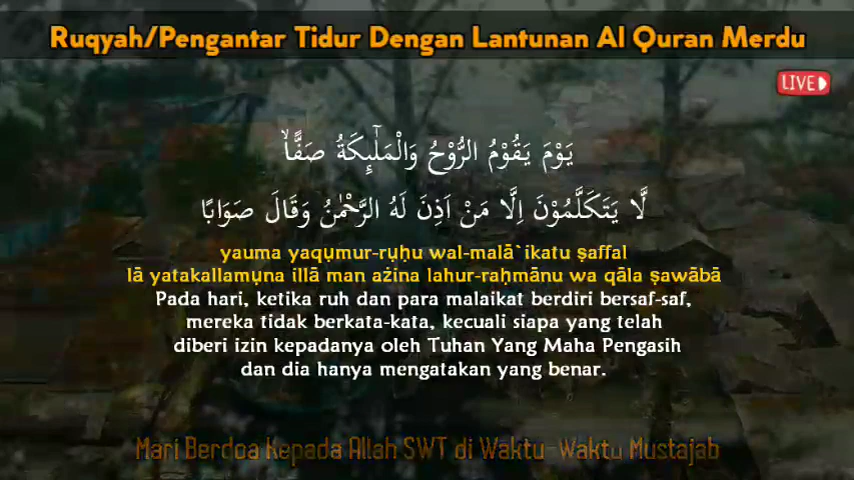 Ruqyah/Pengantar Tidur Dengan Lantunan Al Quran Merdu
LIVE
يَوْمَ يَقُوْمُ الرُّوْحُ وَالْمَلٰۤىِٕكَةُ صَفًّاۙ
لَّا يَتَكَلَّمُوْنَ اِلَّا مَنْ اَذِنَ لَهُ الرَّحْمٰنُ وَقَالَ صَوَابًا
yauma yaqụmur-rụḥu wal-malā`ikatu ṣaffal
lā yatakallamụna illā man ażina lahur-raḥmānu wa qāla ṣawābā
Pada hari, ketika ruh dan para malaikat berdiri bersaf-saf,
mereka tidak berkata-kata, kecuali siapa yang telah
diberi izin kepadanya oleh Tuhan Yang Maha Pengasih
dan dia hanya mengatakan yang benar.
Mari Berdoa Kepada Allah SWT di Waktu-Waktu Mustajab